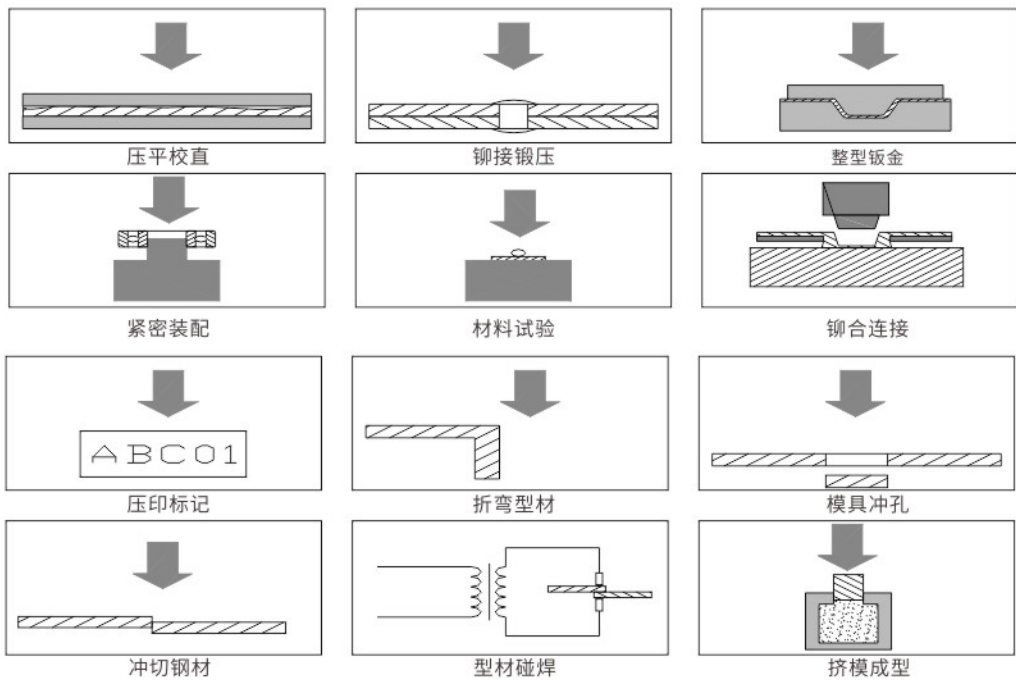 压平校直
铆接锻压
整型钣金
紧密装配
材料试验
铆合连接
ABC01
压印标记
折弯型材
模具冲孔
冲切钢材
型材碰焊
挤模成型